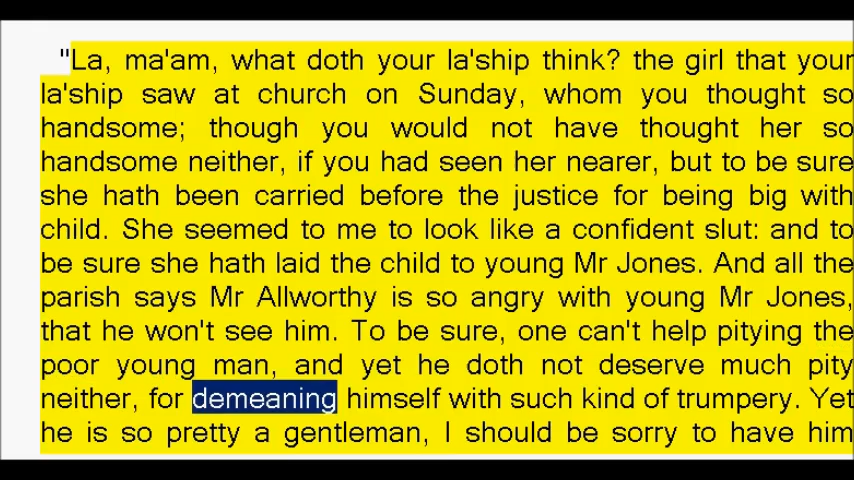 "La, ma'am, what doth your la'ship think? the girl that your
la'ship saw at church on Sunday, whom you thought so
handsome; though you would not have thought her so
handsome neither, if you had seen her nearer, but to be sure
she hath been carried before the justice for being big with
child. She seemed to me to look like a confident slut: and to
be sure she hath laid the child to young Mr Jones. And all the
parish says Mr Allworthy is so angry with young Mr Jones,
that he won't see him. To be sure, one can't help pitying the
poor young man, and yet he doth not deserve much pity
neither, for demeaning himself with such kind of trumpery. Yet
he is so pretty a gentleman, I should be sorry to have him